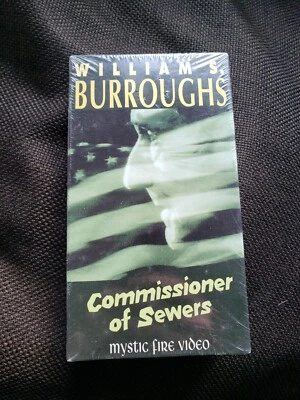 WILLIAM S.
BURROUGHS
Commissioner
of Sewers
MYSTIC FIRE VIDEO